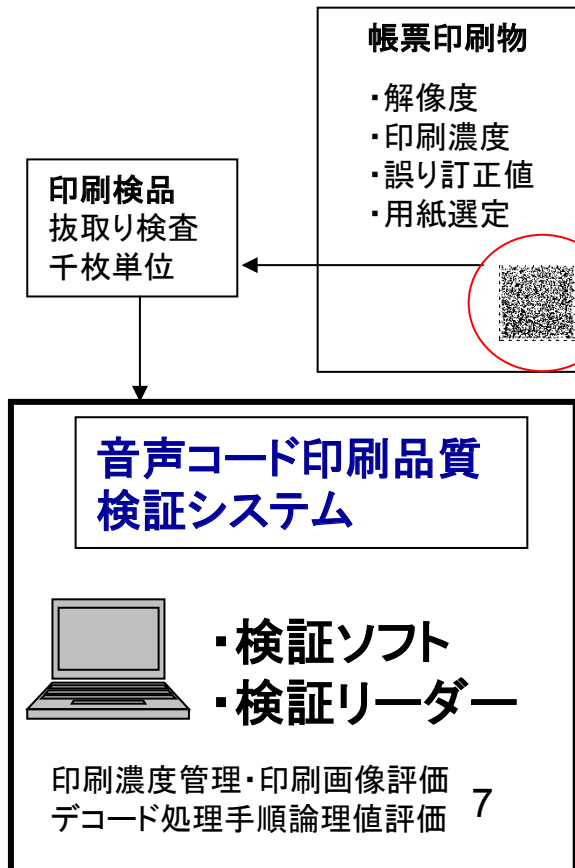 帳票印刷物
・解像度
・印刷濃度
・誤り訂正値
・用紙選定
印刷検品
抜取り検査
千枚単位
音声コード印刷品質
検証システム
・検証ソフト
・検証リーダー
印刷濃度管理・印刷画像評価
デコード処理手順論理値評価
7